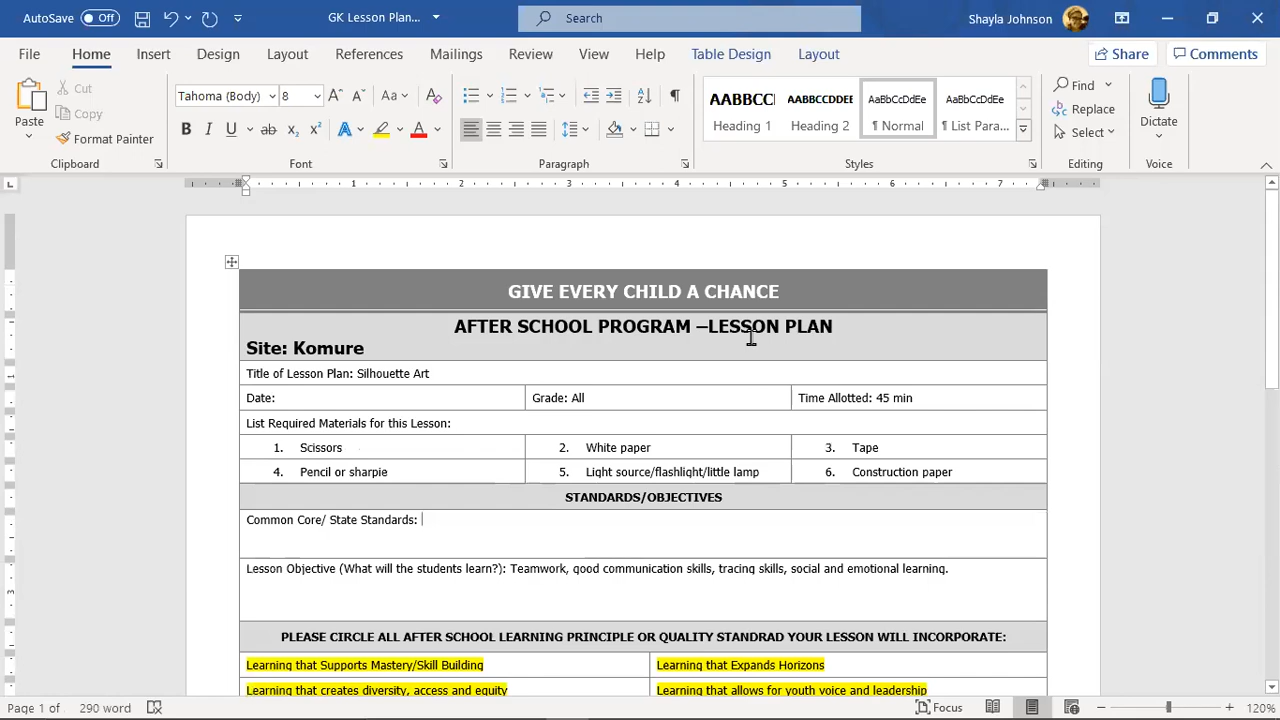 AutoSave Off GK Lesson Plan... Search Shayla Johnson
File Home Insert Design Layout References Mailings Review View Help Table Design Layout Share Comments
Paste Cut Copy Format Painter Clipboard
Tahoma (Body) 8 Font
Paragraph
AABBCCI Heading 1 AABBCCDDEE Heading 2 AaBbCcDdEe ¶ Normal AaBbCcDdEe ¶ List Para... Styles
Find Replace Select Editing
Dictate Voice
1 2 3 4 5 6 7
GIVE EVERY CHILD A CHANCE
AFTER SCHOOL PROGRAM –LESSON PLAN
Site: Komure
Title of Lesson Plan: Silhouette Art
Date: Grade: All Time Allotted: 45 min
List Required Materials for this Lesson:
1. Scissors 2. White paper 3. Tape
4. Pencil or sharpie 5. Light source/flashlight/little lamp 6. Construction paper
STANDARDS/OBJECTIVES
Common Core/ State Standards:
Lesson Objective (What will the students learn?): Teamwork, good communication skills, tracing skills, social and emotional learning.
PLEASE CIRCLE ALL AFTER SCHOOL LEARNING PRINCIPLE OR QUALITY STANDRAD YOUR LESSON WILL INCORPORATE:
Learning that Supports Mastery/Skill Building Learning that Expands Horizons
Learning that creates diversity, access and equity Learning that allows for youth voice and leadership
Page 1 of 1 290 word Focus 120%